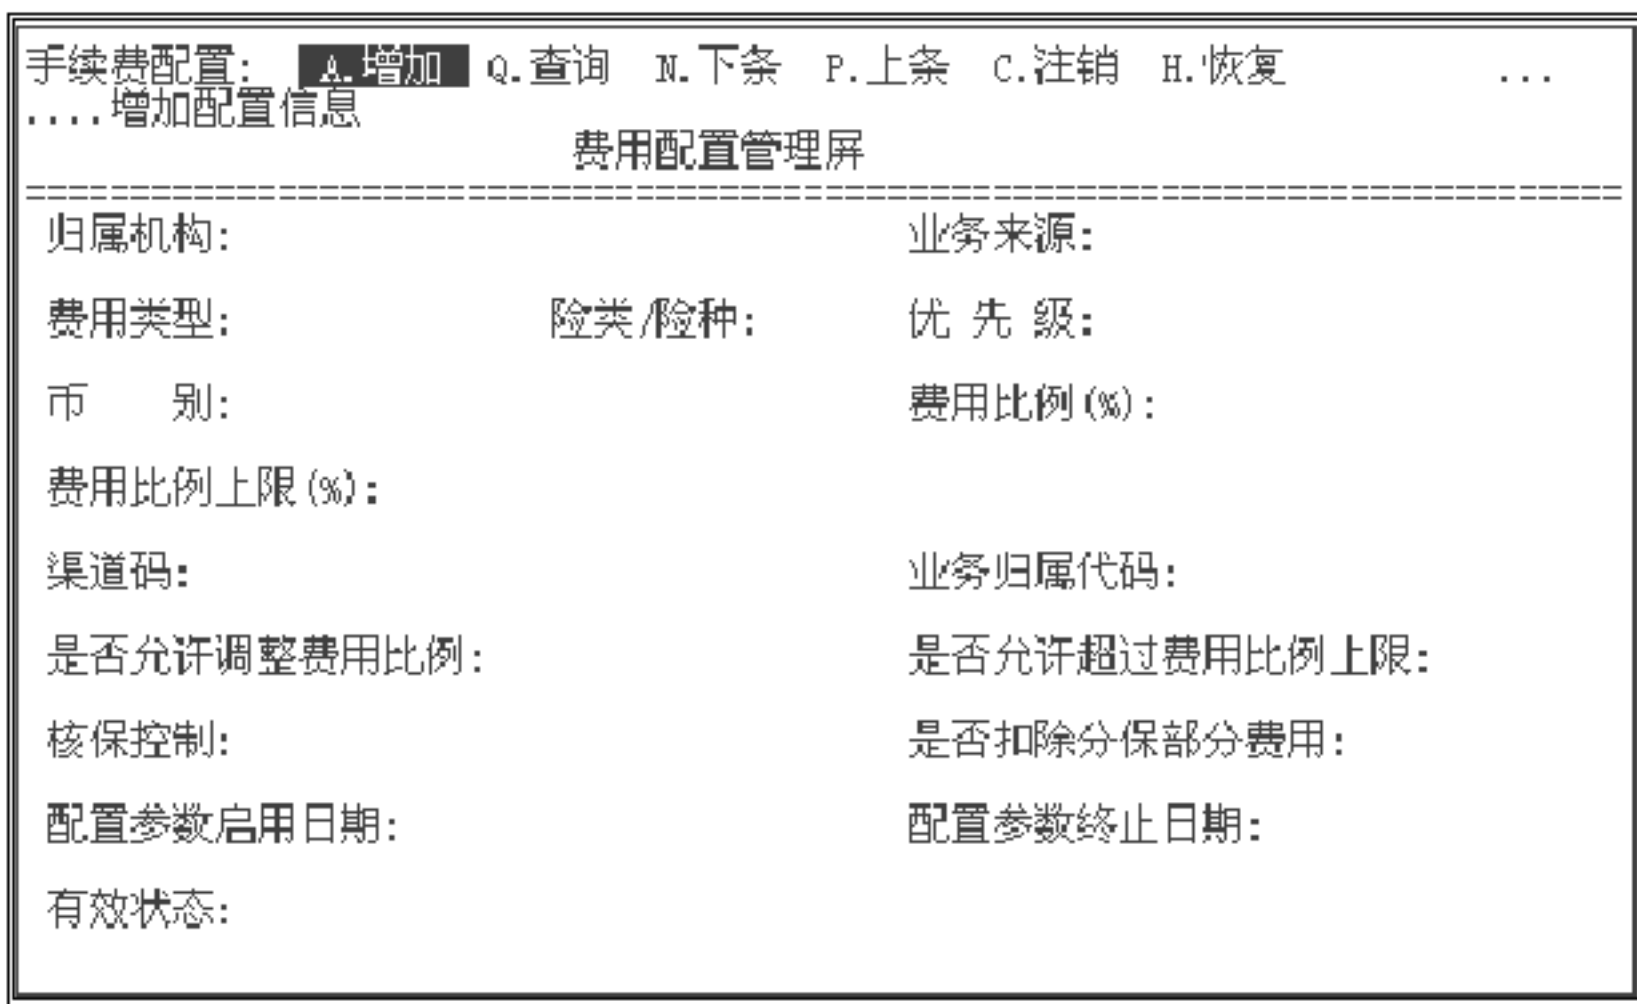 手续费配置: A.增加 Q.查询 N.下条 P.上条 C.注销 H.恢复 ...
....增加配置信息
费用配置管理屏
============================================================================
归属机构: 业务来源:
费用类型: 险类/险种: 优 先 级:
币 别: 费用比例(%):
费用比例上限(%):
渠道码: 业务归属代码:
是否允许调整费用比例: 是否允许超过费用比例上限:
核保控制: 是否扣除分保部分费用:
配置参数启用日期: 配置参数终止日期:
有效状态: